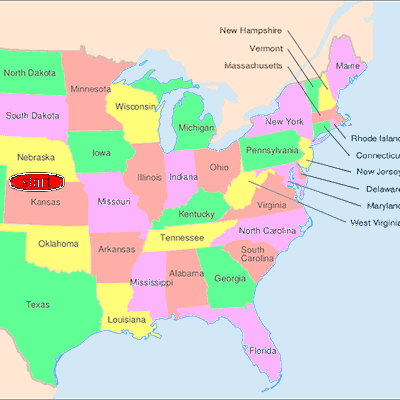 New Hampshire
Vermont
Massachusetts
Maine
North Dakota
Minnesota
South Dakota
Wisconsin
Michigan
New York
Rhode Island
Connecticut
Nebraska
Iowa
Pennsylvania
New Jersey
Illinois
Indiana
Ohio
Delaware
Kansas
Missouri
Kentucky
Virginia
Maryland
West Virginia
Oklahoma
Arkansas
Tennessee
North Carolina
South
Carolina
Mississippi
Alabama
Georgia
Texas
Louisiana
Florida